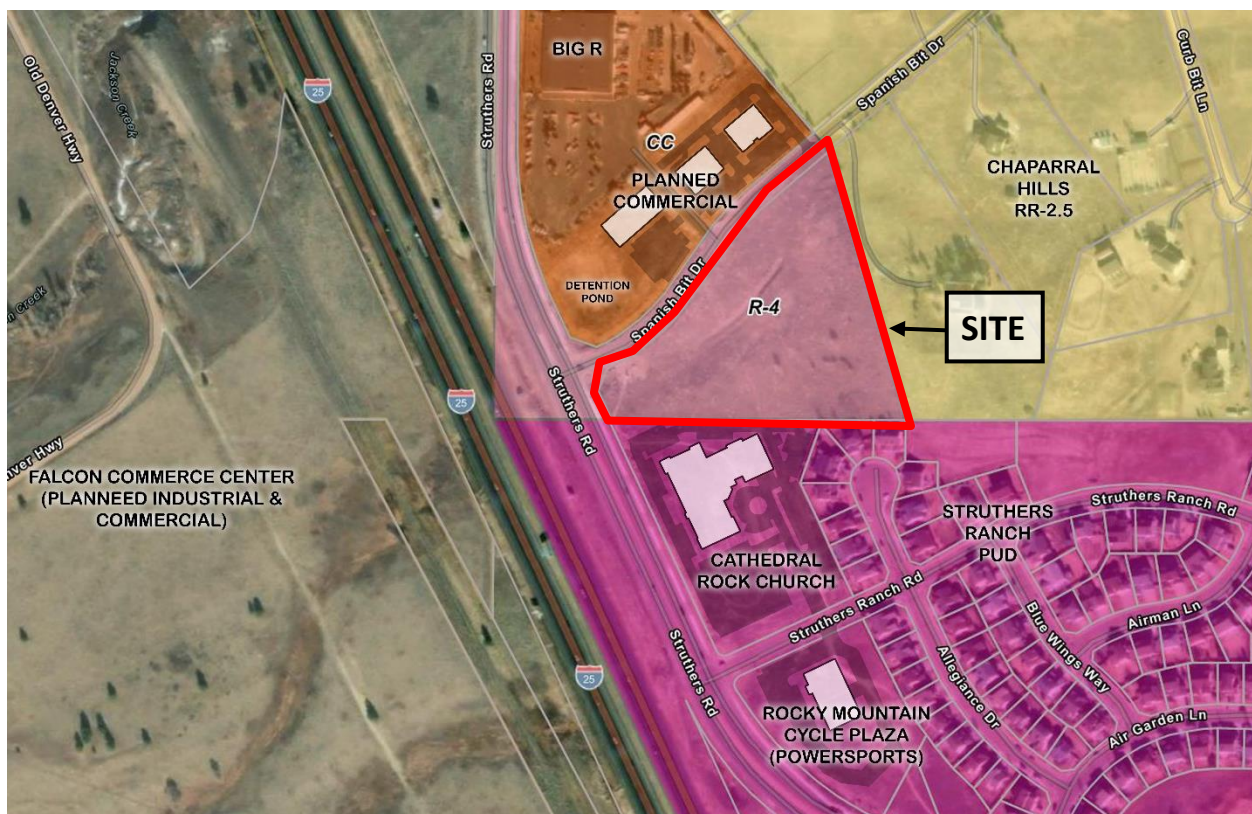 BIG R
Old Denver Hwy
Jackson Creek
25
Struthers Rd
Spanish Bit Dr
Curb Bit Ln
CC
PLANNED
COMMERCIAL
CHAPARRAL
HILLS
RR-2.5
DETENTION
POND
Spanish Bit Dr
R-4
SITE
Creek
25
Struthers Rd
nver Hwy
FALCON COMMERCE CENTER
(PLANNEED INDUSTRIAL &
COMMERCIAL)
CATHEDRAL
ROCK CHURCH
STRUTHERS
RANCH
PUD
Struthers Ranch Rd
Struthers Ranch Rd
Airman Ln
Blue Wings Way
Allegiance Dr
Air Garden Ln
25
Struthers Rd
ROCKY MOUNTAIN
CYCLE PLAZA
(POWERSPORTS)